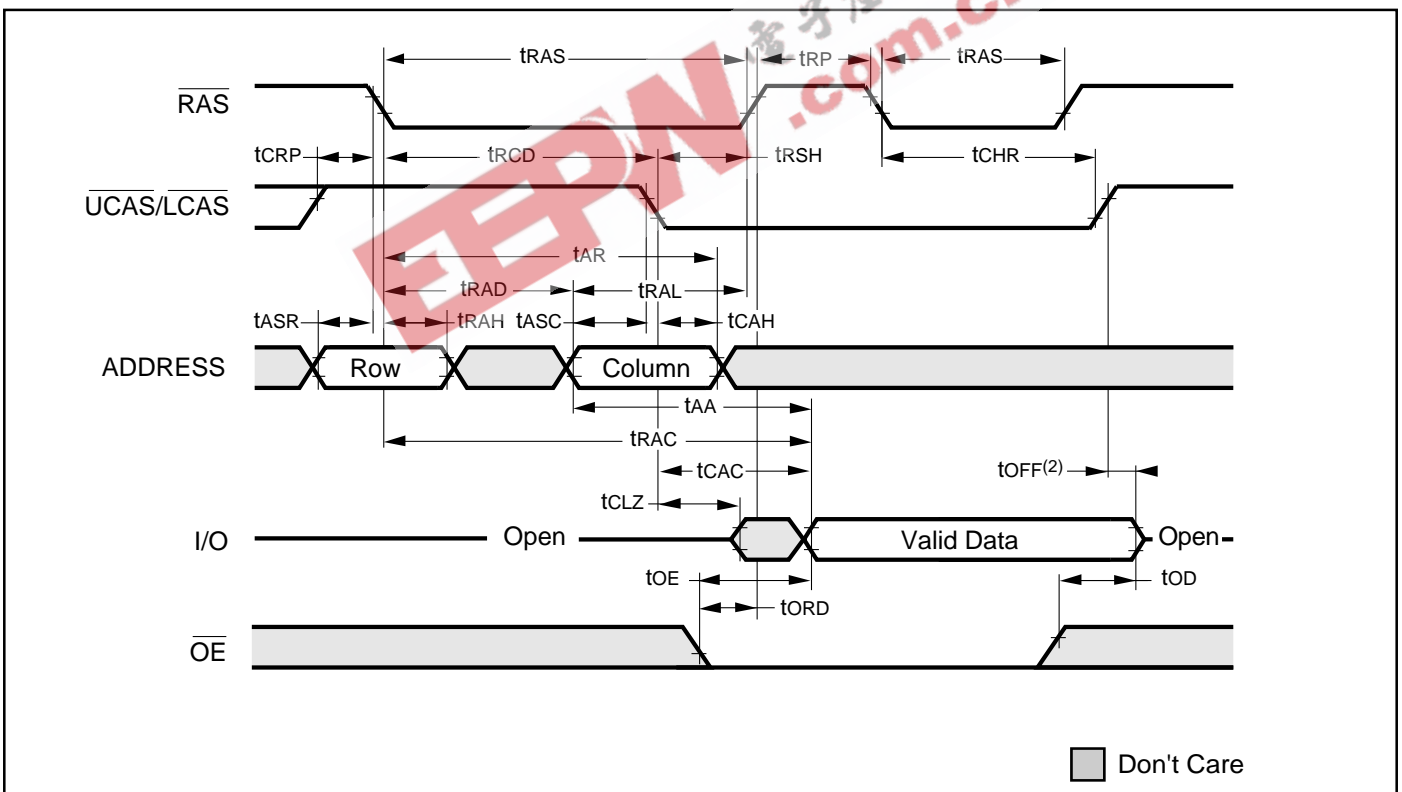 tRAS tRP tRAS
RAS
tCRP tRCD tRSH tCHR
UCAS/LCAS
tAR
tRAD tRAL
tASR tRAH tASC tCAH
ADDRESS Row Column
tAA
tRAC
tCAC tOFF(2)
tCLZ
I/O Open Valid Data Open
tOE tOD
tORD
OE
Don't Care
EEPW
.com.c